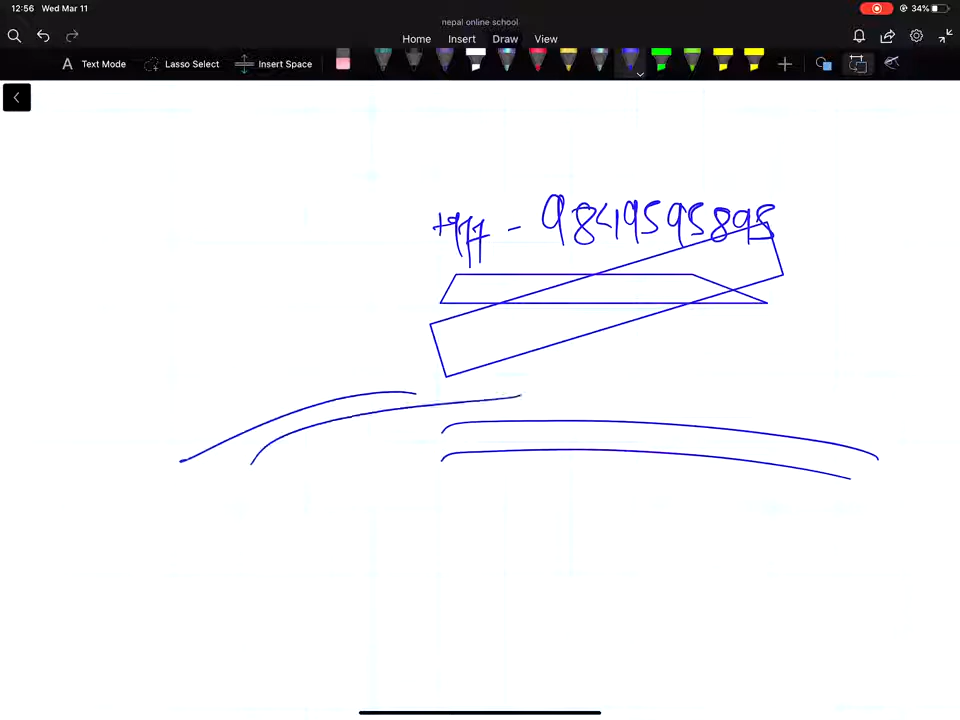 12:56 Wed Mar 11
34%
nepal online school
Home Insert Draw View
Text Mode Lasso Select Insert Space
+977 - 9849595895